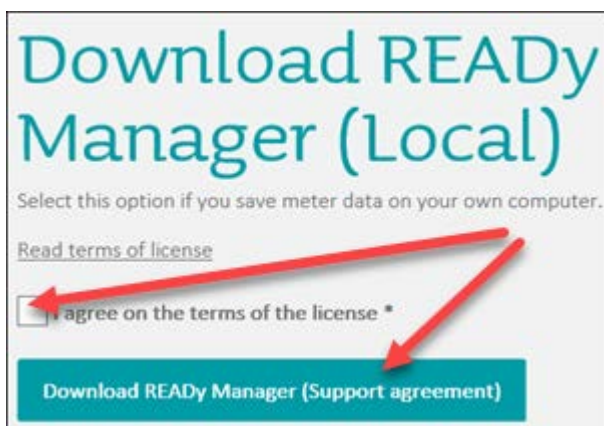 Download READy
Manager (Local)
Select this option if you save meter data on your own computer.
Read terms of license
I agree on the terms of the license *
Download READy Manager (Support agreement)